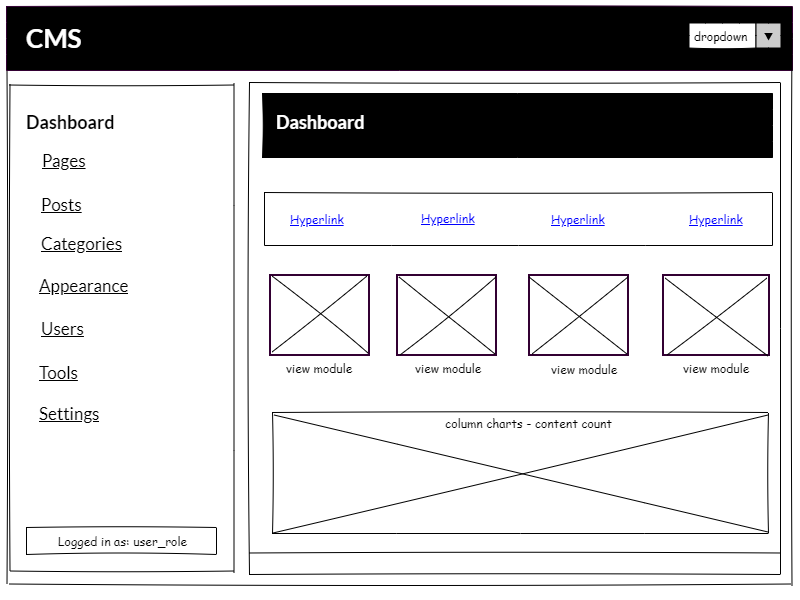 CMS
dropdown ▼
Dashboard
Pages
Posts
Categories
Appearance
Users
Tools
Settings
Logged in as: user_role
Dashboard
Hyperlink Hyperlink Hyperlink Hyperlink
view module view module view module view module
column charts - content count